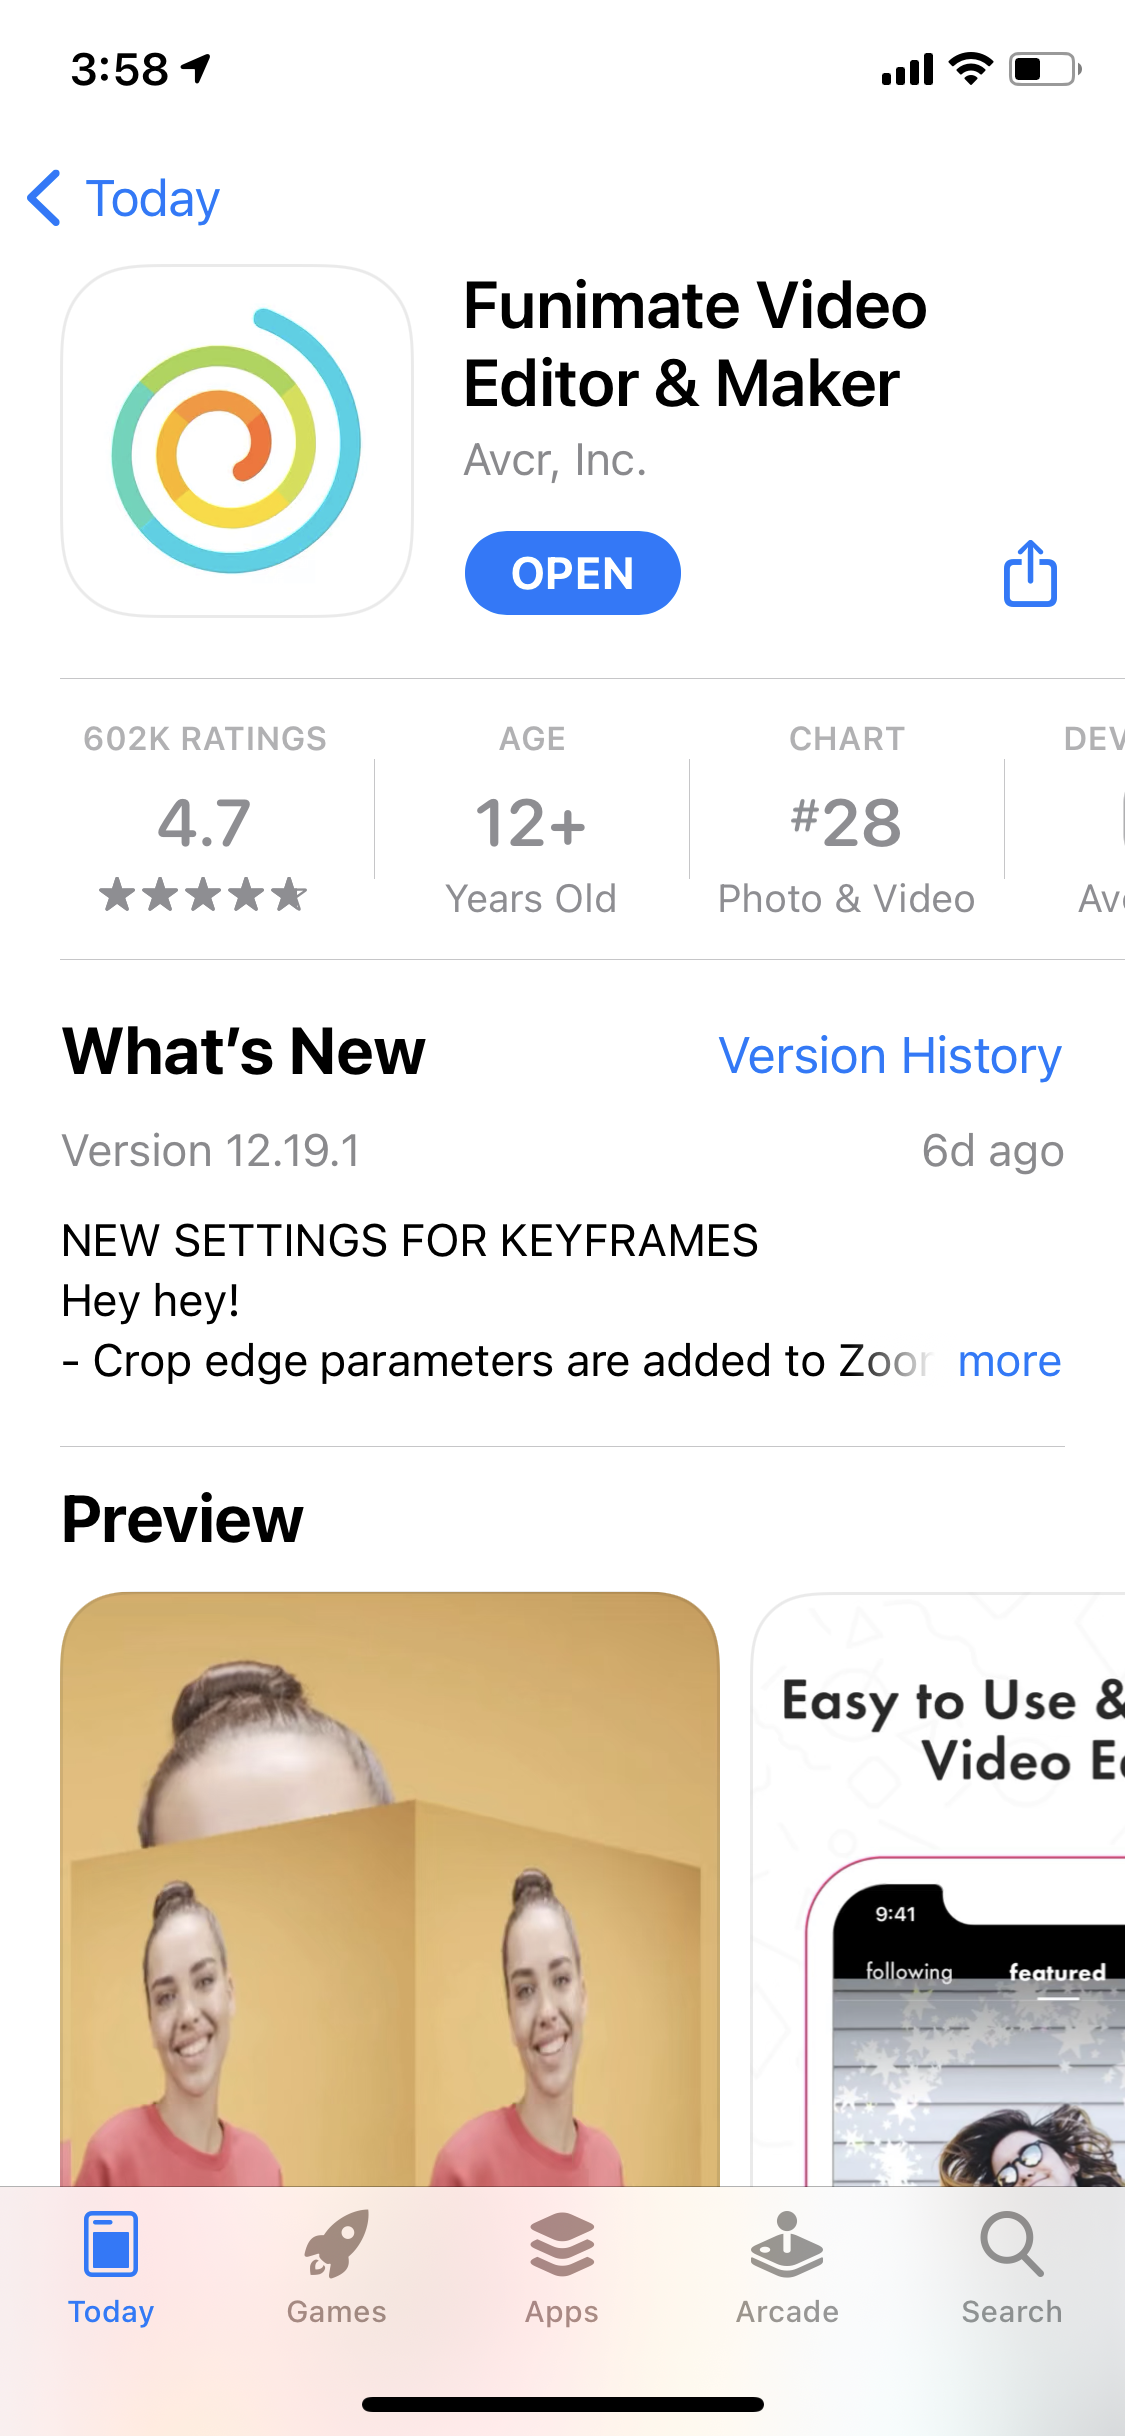 3:58
Today
Funimate Video
Editor & Maker
Avcr, Inc.
OPEN
602K RATINGS
4.7
AGE
12+
Years Old
CHART
#28
Photo & Video
What's New
Version History
Version 12.19.1
6d ago
NEW SETTINGS FOR KEYFRAMES
Hey hey!
- Crop edge parameters are added to
more
Preview
Easy to Use &
Video
9:41
following
featured
Today
Games
Apps
Arcade
Search